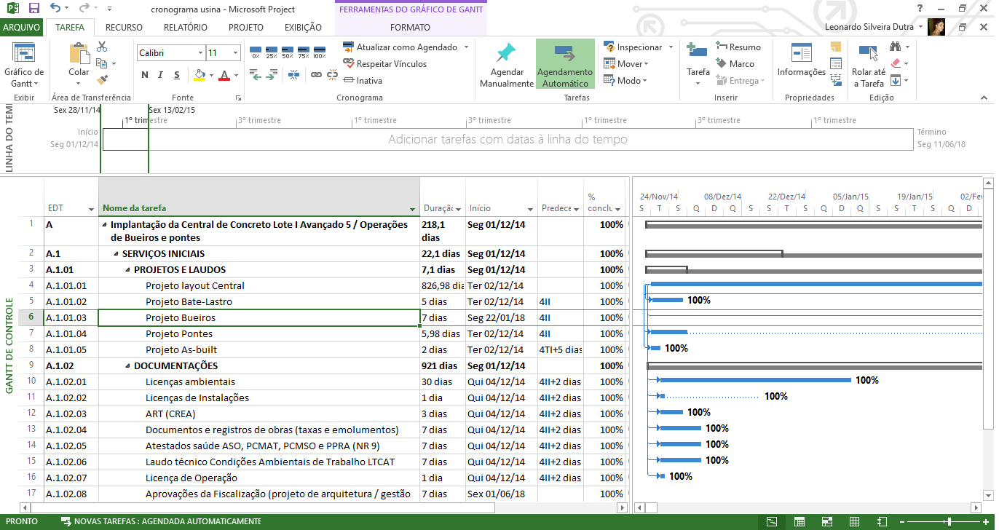 cronograma usina - Microsoft Project
FERRAMENTAS DO GRÁFICO DE GANTT
ARQUIVO TAREFA RECURSO RELATÓRIO PROJETO EXIBIÇÃO FORMATO
Leonardo Silveira Dutra
Gráfico de Gantt
Exibir
Colar
Área de Transferência
Calibri 11
N I S
Fonte
0% 25% 50% 75% 100%
Atualizar como Agendado
Respeitar Vínculos
Inativa
Cronograma
Agendar Manualmente
Agendamento Automático
Inspecionar
Mover
Modo
Tarefas
Tarefa
Resumo
Marco
Entrega
Inserir
Informações
Propriedades
Rolar até a Tarefa
Edição
LINHA DO TEM
Sex 28/11/14 Sex 13/02/15
1º trimestre 3º trimestre 1º trimestre 3º trimestre 1º trimestre 3º trimestre 1º trimestre
Início
Seg 01/12/14
Adicionar tarefas com datas à linha do tempo
Término
Seg 11/06/18
GANTT DE CONTROLE
EDT Nome da tarefa Duraçã Início Predece % conclu
24/Nov/14 08/Dez/14 22/Dez/14 05/Jan/15 19/Jan/15 02/Fev
S T S Q D Q S S T S Q D Q S S T S Q D
1 A Implantação da Central de Concreto Lote I Avançado 5 / Operações 218,1 Seg 01/12/14 100%
de Bueiros e pontes dias
2 A.1 SERVIÇOS INICIAIS 22,1 dias Seg 01/12/14 100%
3 A.1.01 PROJETOS E LAUDOS 7,1 dias Seg 01/12/14 100%
4 A.1.01.01 Projeto layout Central 826,98 dia Ter 02/12/14 100%
5 A.1.01.02 Projeto Bate-Lastro 5 dias Ter 02/12/14 4II 100% 100%
6 A.1.01.03 Projeto Bueiros 7 dias Seg 22/01/18 4II 100%
7 A.1.01.04 Projeto Pontes 5,98 dias Ter 02/12/14 4II 100%
8 A.1.01.05 Projeto As-built 2 dias Ter 02/12/14 4TI+5 dias 100% 100%
9 A.1.02 DOCUMENTAÇÕES 921 dias Seg 01/12/14 100%
10 A.1.02.01 Licenças ambientais 30 dias Qui 04/12/14 4II+2 dias 100% 100%
11 A.1.02.02 Licenças de Instalações 1 dia Qui 04/12/14 4II+2 dias 100% 100%
12 A.1.02.03 ART (CREA) 3 dias Qui 04/12/14 4II+2 dias 100% 100%
13 A.1.02.04 Documentos e registros de obras (taxas e emolumentos) 7 dias Qui 04/12/14 4II+2 dias 100% 100%
14 A.1.02.05 Atestados saúde ASO, PCMAT, PCMSO e PPRA (NR 9) 7 dias Qui 04/12/14 4II+2 dias 100% 100%
15 A.1.02.06 Laudo técnico Condições Ambientais de Trabalho LTCAT 7 dias Qui 04/12/14 4II+2 dias 100% 100%
16 A.1.02.07 Licença de Operação 1 dia Qui 04/12/14 4II+2 dias 100% 100%
17 A.1.02.08 Aprovações da Fiscalização (projeto de arquitetura / gestão 7 dias Sex 01/06/18 100%
PRONTO NOVAS TAREFAS : AGENDADA AUTOMATICAMENTE